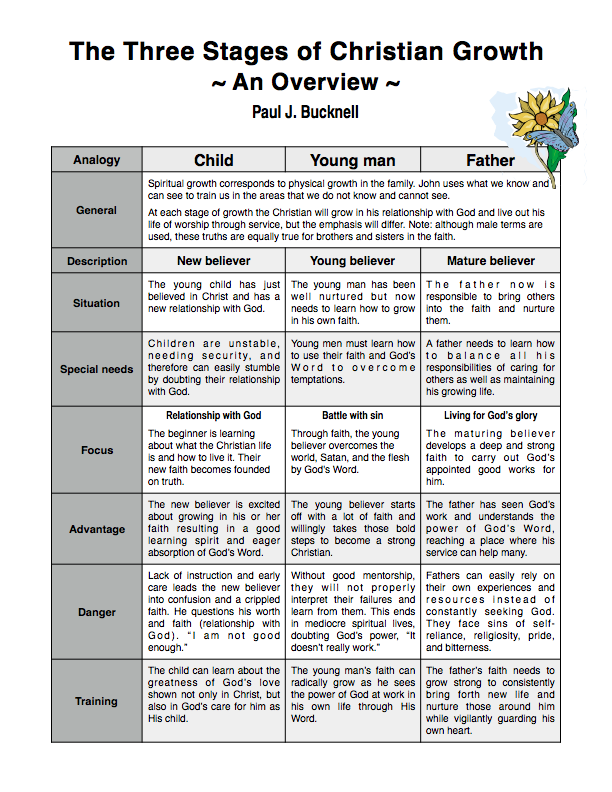 The Three Stages of Christian Growth
~ An Overview ~
Paul J. Bucknell
Analogy
Child
Young man
Father
General
Spiritual growth corresponds to physical growth in the family. John uses what we know and
can see to train us in the areas that we do not know and cannot see.
At each stage of growth the Christian will grow in his relationship with God and live out his
life of worship through service, but the emphasis will differ. Note: although male terms are
used, these truths are equally true for brothers and sisters in the faith.
Description
New believer
Young believer
Mature believer
Situation
The young child has just
believed in Christ and has a
new relationship with God.
The young man has been
well nurtured but now
needs to learn how to grow
in his own faith.
The father now is
responsible to bring others
into the faith and nurture
them.
Special needs
Children are unstable,
needing security, and
therefore can easily stumble
by doubting their relationship
with God.
Young men must learn how
to use their faith and God's
Word to overcome
temptations.
A father needs to learn how
to balance all his
responsibilities of caring for
others as well as maintaining
his growing life.
Focus
Relationship with God
The beginner is learning
about what the Christian life
is and how to live it. Their
new faith becomes founded
on truth.
Battle with sin
Through faith, the young
believer overcomes the
world, Satan, and the flesh
by God's Word.
Living for God's glory
The maturing believer
develops a deep and strong
faith to carry out God's
appointed good works for
him.
Advantage
The new believer is excited
about growing in his or her
faith resulting in a good
learning spirit and eager
absorption of God's Word.
The young believer starts
off with a lot of faith and
willingly takes those bold
steps to become a strong
Christian.
The father has seen God's
work and understands the
power of God's Word,
reaching a place where his
service can help many.
Danger
Lack of instruction and early
care leads the new believer
into confusion and a crippled
faith. He questions his worth
and faith (relationship with
God). "I am not good
enough."
Without good mentorship,
they will not properly
interpret their failures and
learn from them. This ends
in mediocre spiritual lives,
doubting God's power, "It
doesn't really work."
Fathers can easily rely on
their own experiences and
resources instead of
constantly seeking God.
They face sins of self-
reliance, religiosity, pride,
and bitterness.
Training
The child can learn about the
greatness of God's love
shown not only in Christ, but
also in God's care for him as
His child.
The young man's faith can
radically grow as he sees
the power of God at work in
his own life through His
Word.
The father's faith needs to
grow strong to consistently
bring forth new life and
nurture those around him
while vigilantly guarding his
own heart.